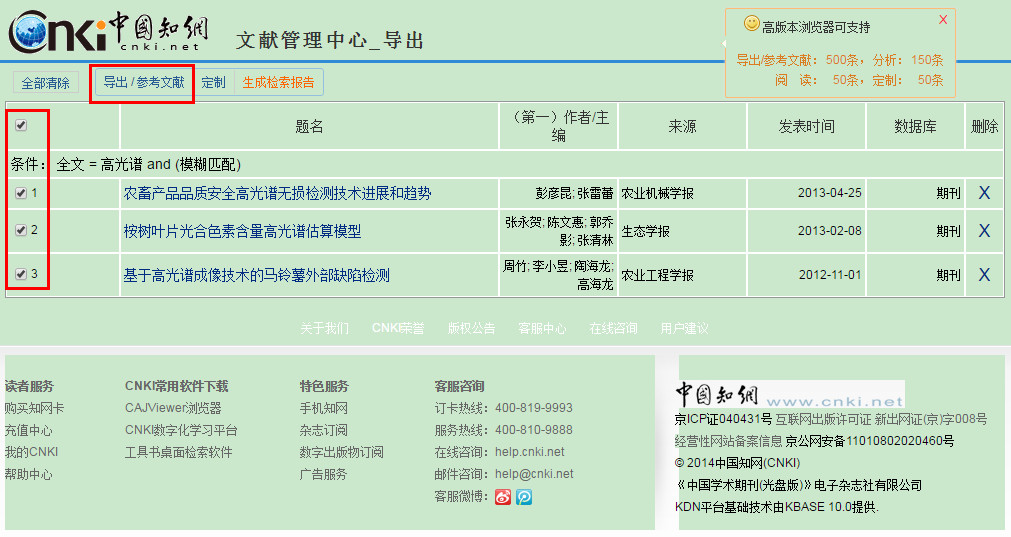 Cnki中国知網
cnki.net
文献管理中心_导出
高版本浏览器可支持 X
导出/参考文献: 500条, 分析: 150条
阅 读: 50条, 定制: 50条
全部清除 导出 / 参考文献 定制 生成检索报告
题名 (第一)作者/主编 来源 发表时间 数据库 删除
条件: 全文 = 高光谱 and (模糊匹配)
1 农畜产品品质安全高光谱无损检测技术进展和趋势 彭彦昆; 张雷蕾 农业机械学报 2013-04-25 期刊 X
2 桉树叶片光合色素含量高光谱估算模型 张永贺; 陈文惠; 郭乔影; 张清林 生态学报 2013-02-08 期刊 X
3 基于高光谱成像技术的马铃薯外部缺陷检测 周竹; 李小昱; 陶海龙; 高海龙 农业工程学报 2012-11-01 期刊 X
关于我们 CNKI荣誉 版权公告 客服中心 在线咨询 用户建议
读者服务
购买知网卡
充值中心
我的CNKI
帮助中心
CNKI常用软件下载
CAJViewer浏览器
CNKI数字化学习平台
工具书桌面检索软件
特色服务
手机知网
杂志订阅
数字出版物订阅
广告服务
客服咨询
订卡热线: 400-819-9993
服务热线: 400-810-9888
在线咨询: help.cnki.net
邮件咨询: help@cnki.net
客服微博:
中国知網 www.cnki.net
京ICP证040431号 互联网出版许可证 新出网证(京)字008号
经营性网站备案信息 京公网安备11010802020460号
© 2014中国知网(CNKI)
《中国学术期刊(光盘版)》电子杂志社有限公司
KDN平台基础技术由KBASE 10.0提供.